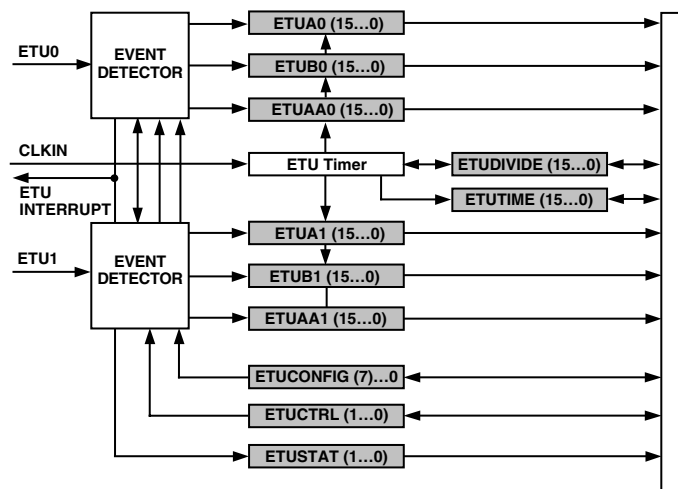 ETUA0 (15...0)
ETU0
EVENT
DETECTOR
ETUB0 (15...0)
ETUAA0 (15...0)
CLKIN
ETU Timer
ETUDIVIDE (15...0)
ETU
INTERRUPT
ETUTIME (15...0)
ETUA1 (15...0)
ETU1
EVENT
DETECTOR
ETUB1 (15...0)
ETUAA1 (15...0)
ETUCONFIG (7)...0
ETUCTRL (1...0)
ETUSTAT (1...0)